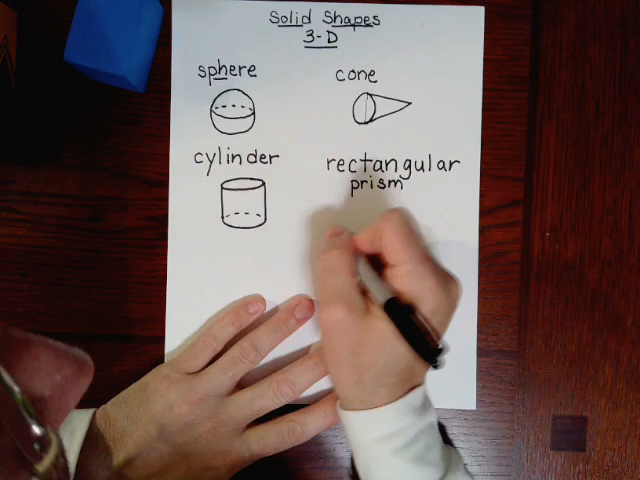 Solid Shapes
3-D
sphere
cone
cylinder
rectangular
prism